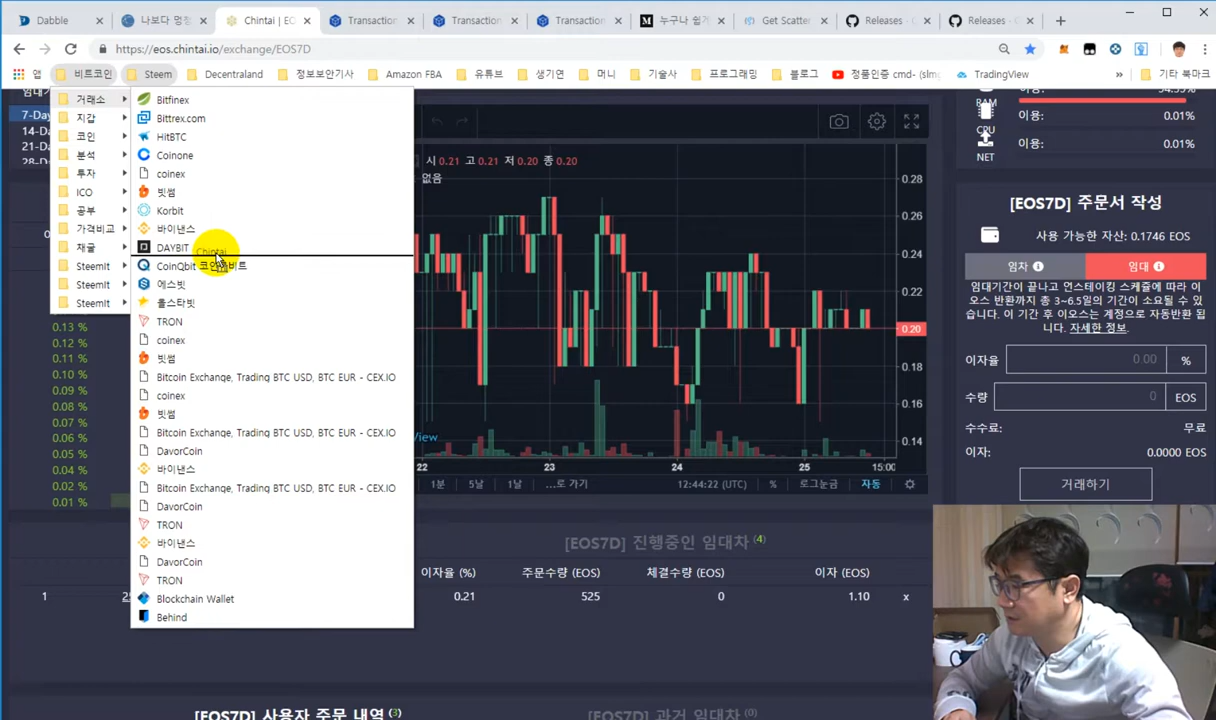 Dabble
나보다 멍청
Chintai | EO
Transaction
Transaction
Transaction
누구나 쉽게
Get Scatter
Releases -
Releases -
https://eos.chintai.io/exchange/EOS7D
앱
비트코인
Steem
Decentraland
정보보안기사
Amazon FBA
유튜브
생기연
머니
기술사
프로그래밍
블로그
정품인증 cmd- (slmg
TradingView
»
기타 북마크
거래소
지갑
코인
분석
투자
ICO
공부
가격비교
채굴
SteemIt
SteemIt
SteemIt
Bitfinex
Bittrex.com
HitBTC
Coinone
coinex
빗썸
Korbit
바이낸스
DAYBIT
Chintai
CoinQbit
에스빗
올스타빗
TRON
coinex
빗썸
Bitcoin Exchange, Trading BTC USD, BTC EUR - CEX.IO
coinex
빗썸
Bitcoin Exchange, Trading BTC USD, BTC EUR - CEX.IO
DavorCoin
바이낸스
Bitcoin Exchange, Trading BTC USD, BTC EUR - CEX.IO
DavorCoin
TRON
바이낸스
DavorCoin
TRON
Blockchain Wallet
Behind
7-Day
14-Da
21-Da
28-Da
0.13 %
0.12 %
0.11 %
0.10 %
0.09 %
0.08 %
0.07 %
0.06 %
0.05 %
0.04 %
0.02 %
0.01 %
시 0.21 고 0.21 저 0.20 종 0.20
없음
0.28
0.26
0.24
0.22
0.20
0.18
0.16
0.14
View
22 23 24 25 15:00
1분 5날 1날 ...로 가기 12:44:22 (UTC) % 로그눈금 자동
RAM
이용: 54.59%
CPU
이용: 0.01%
NET
이용: 0.01%
[EOS7D] 주문서 작성
사용 가능한 자산: 0.1746 EOS
임차
임대
임대기간이 끝나고 언스테이킹 스케쥴에 따라 이
오스 반환까지 총 3~6.5일의 기간이 소요될 수 있
습니다. 이 기간 후 이오스는 계정으로 자동반환 됩
니다. 자세한 정보.
이자율 0.00 %
수량 0 EOS
수수료: 무료
이자: 0.0000 EOS
거래하기
[EOS7D] 진행중인 임대차 (4)
이자율 (%) 주문수량 (EOS) 체결수량 (EOS) 이자 (EOS)
1 0.21 525 0 1.10 x
[EOS7D] 사용자 주문 내역 (3)
[EOS7D] 과거 임대차 (0)